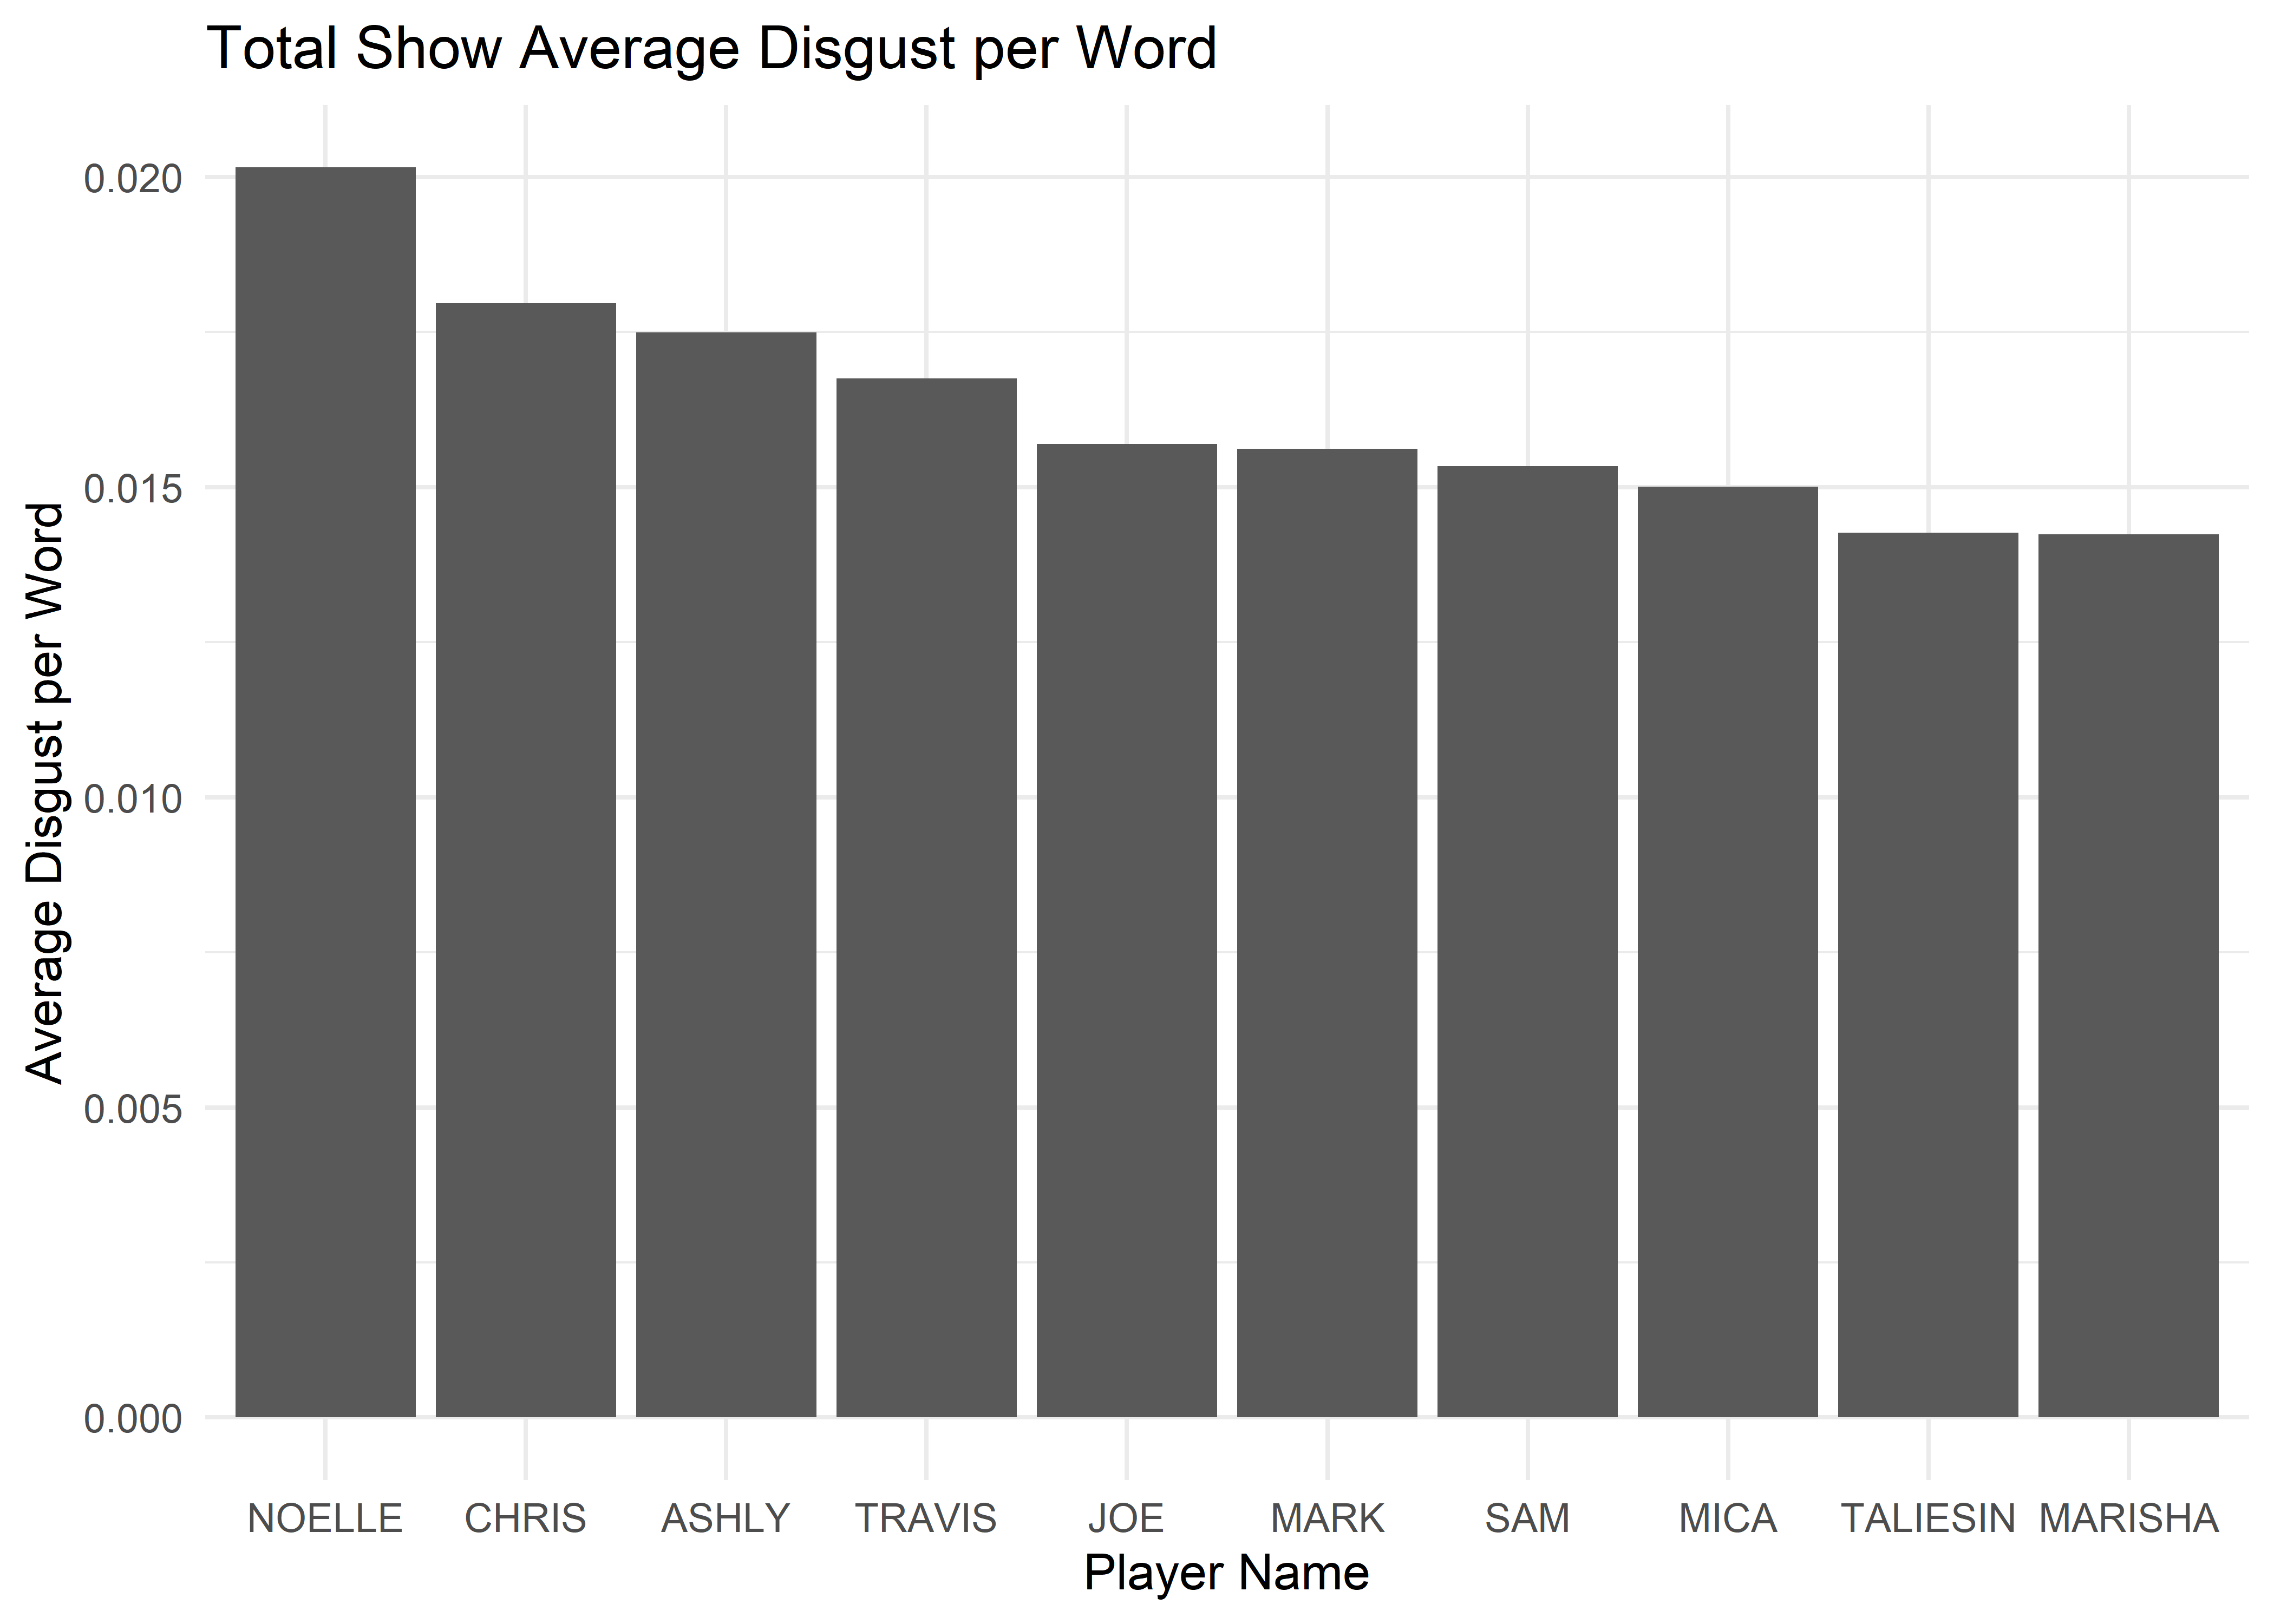 Total Show Average Disgust per Word
Average Disgust per Word
0.020
0.015
0.010
0.005
0.000
NOELLE CHRIS ASHLY TRAVIS JOE MARK SAM MICA TALIESIN MARISHA
Player Name